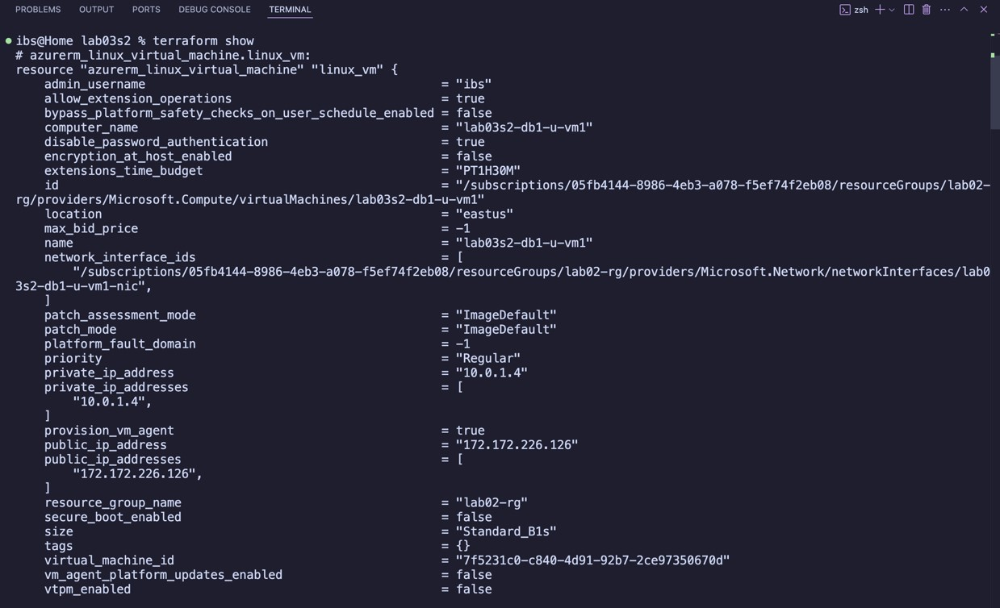 PROBLEMS OUTPUT PORTS DEBUG CONSOLE TERMINAL zsh
ibs@Home lab03s2 % terraform show
# azurerm_linux_virtual_machine.linux_vm:
resource "azurerm_linux_virtual_machine" "linux_vm" {
    admin_username                                         = "ibs"
    allow_extension_operations                             = true
    bypass_platform_safety_checks_on_user_schedule_enabled = false
    computer_name                                          = "lab03s2-db1-u-vm1"
    disable_password_authentication                        = true
    encryption_at_host_enabled                             = false
    extensions_time_budget                                 = "PT1H30M"
    id                                                     = "/subscriptions/05fb4144-8986-4eb3-a078-f5ef74f2eb08/resourceGroups/lab02-
rg/providers/Microsoft.Compute/virtualMachines/lab03s2-db1-u-vm1"
    location                                               = "eastus"
    max_bid_price                                          = -1
    name                                                   = "lab03s2-db1-u-vm1"
    network_interface_ids                                  = [
        "/subscriptions/05fb4144-8986-4eb3-a078-f5ef74f2eb08/resourceGroups/lab02-rg/providers/Microsoft.Network/networkInterfaces/lab0
3s2-db1-u-vm1-nic",
    ]
    patch_assessment_mode                                  = "ImageDefault"
    patch_mode                                             = "ImageDefault"
    platform_fault_domain                                  = -1
    priority                                               = "Regular"
    private_ip_address                                     = "10.0.1.4"
    private_ip_addresses                                   = [
        "10.0.1.4",
    ]
    provision_vm_agent                                     = true
    public_ip_address                                      = "172.172.226.126"
    public_ip_addresses                                    = [
        "172.172.226.126",
    ]
    resource_group_name                                    = "lab02-rg"
    secure_boot_enabled                                    = false
    size                                                   = "Standard_B1s"
    tags                                                   = {}
    virtual_machine_id                                     = "7f5231c0-c840-4d91-92b7-2ce97350670d"
    vm_agent_platform_updates_enabled                      = false
    vtpm_enabled                                           = false